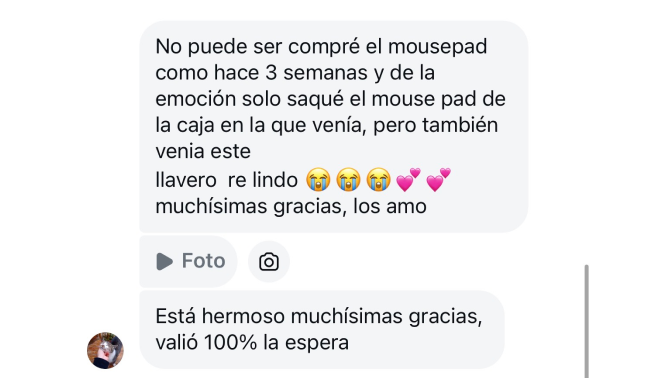 No puede ser compré el mousepad
como hace 3 semanas y de la
emoción solo saqué el mouse pad de
la caja en la que venía, pero también
venia este
llavero  re lindo 😭😭😭💕💕
muchísimas gracias, los amo
Foto
Está hermoso muchísimas gracias,
valió 100% la espera